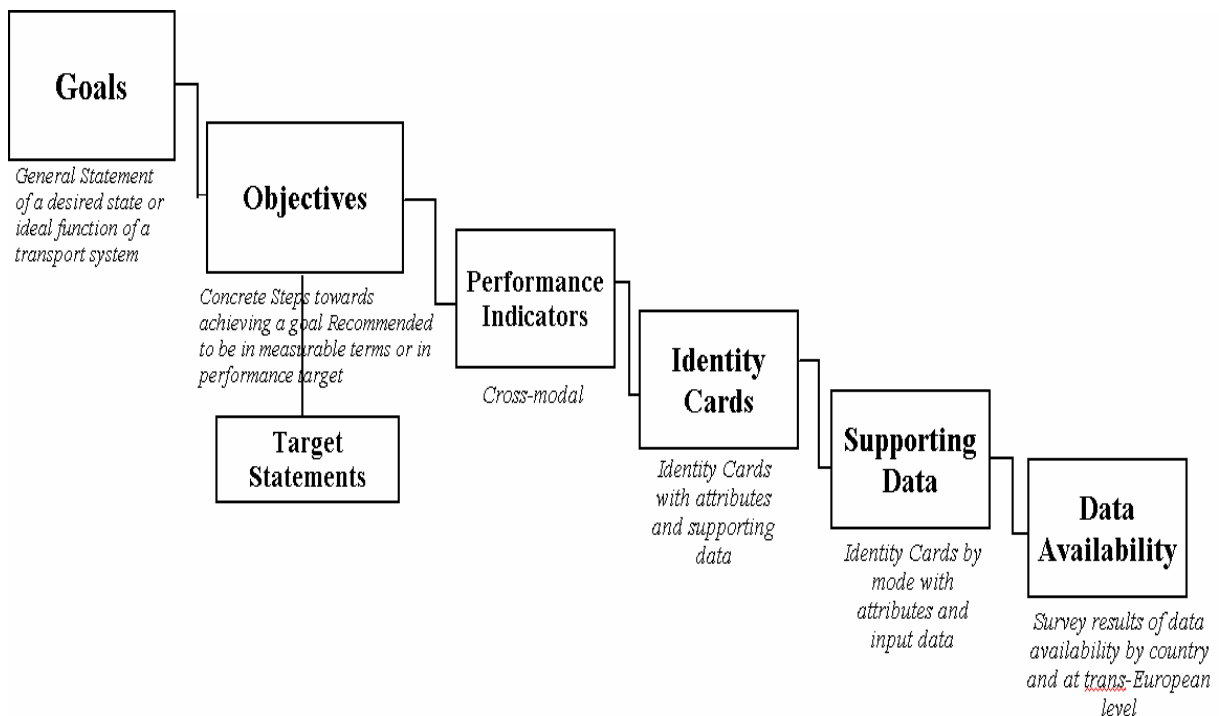 Goals
General Statement
of a desired state or
ideal function of a
transport system
Objectives
Concrete Steps towards
achieving a goal Recommended
to be in measurable terms or in
performance target
Target
Statements
Performance
Indicators
Cross-modal
Identity
Cards
Identity Cards
with attributes
and supporting
data
Supporting
Data
Identity Cards by
mode with
attributes and
input data
Data
Availability
Survey results of data
availability by country
and at trans-European
level